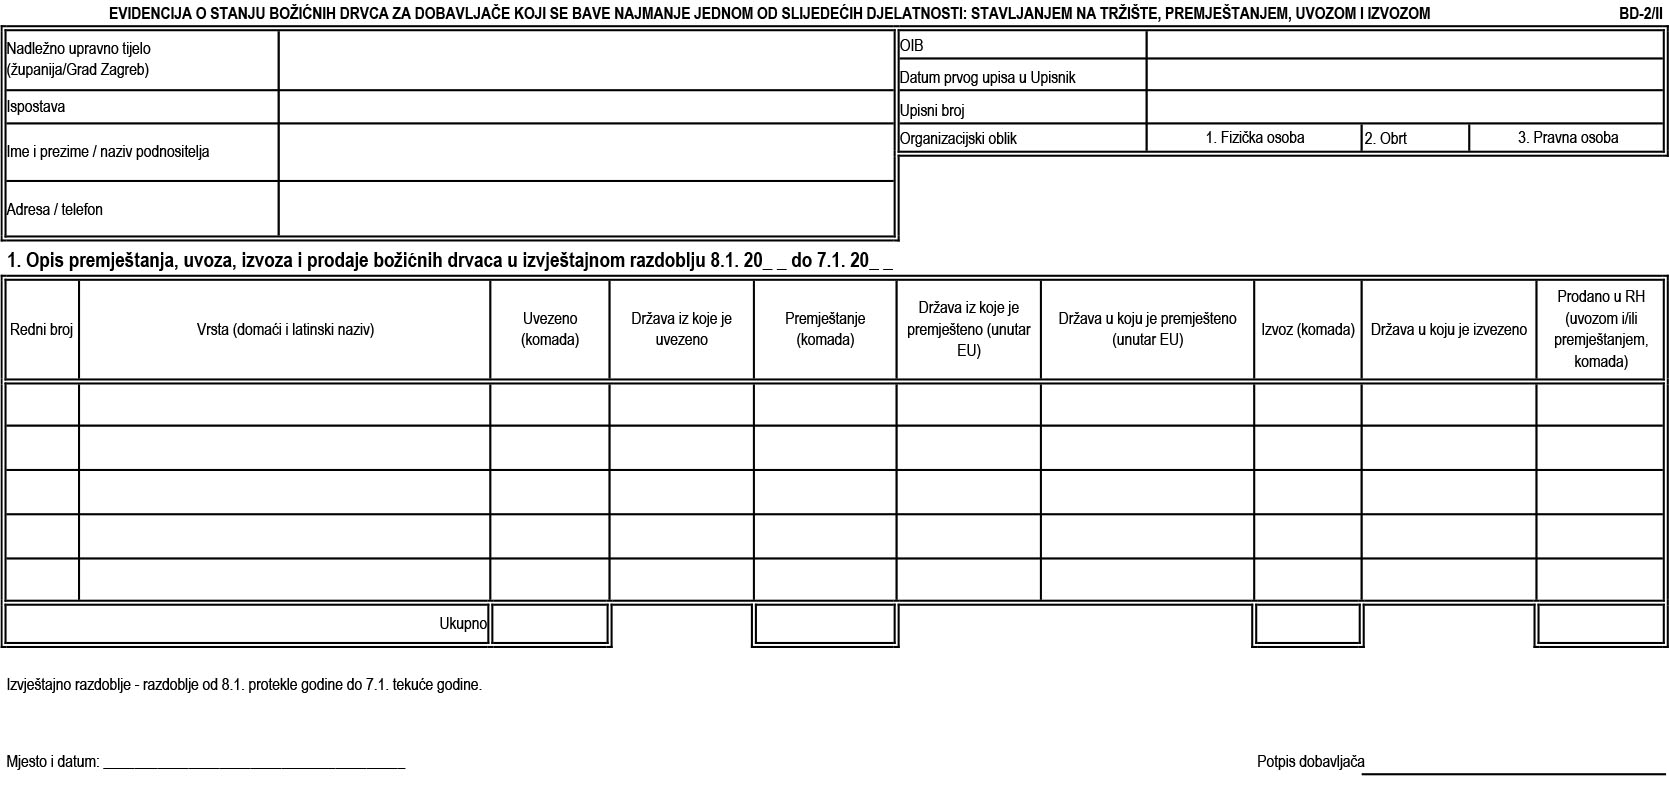 EVIDENCIJA O STANJU BOŽIĆNIH DRVCA ZA DOBAVLJAČE KOJI SE BAVE NAJMANJE JEDNOM OD SLIJEDEĆIH DJELATNOSTI: STAVLJANJEM NA TRŽIŠTE, PREMJEŠTANJEM, UVOZOM I IZVOZOM BD-2/II
Nadležno upravno tijelo
(županija/Grad Zagreb)
Ispostava
Ime i prezime / naziv podnositelja
Adresa / telefon
OIB
Datum prvog upisa u Upisnik
Upisni broj
Organizacijski oblik 1. Fizička osoba 2. Obrt 3. Pravna osoba
1. Opis premještanja, uvoza, izvoza i prodaje božićnih drvaca u izvještajnom razdoblju 8.1. 20_ _ do 7.1. 20_ _
Redni broj
Vrsta (domaći i latinski naziv)
Uvezeno
(komada)
Država iz koje je
uvezeno
Premještanje
(komada)
Država iz koje je
premješteno (unutar
EU)
Država u koju je premješteno
(unutar EU)
Izvoz (komada)
Država u koju je izvezeno
Prodano u RH
(uvozom i/ili
premještanjem,
komada)
Ukupno
Izvještajno razdoblje - razdoblje od 8.1. protekle godine do 7.1. tekuće godine.
Mjesto i datum: ___________________________________
Potpis dobavljača